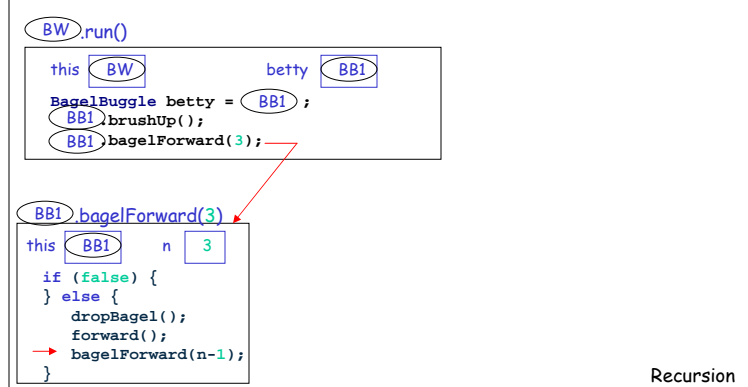 BW.run()
this BW betty BB1
BagelBuggle betty = BB1 ;
BB1.brushUp();
BB1.bagelForward(3);
BB1.bagelForward(3)
this BB1 n 3
if (false) {
} else {
dropBagel();
forward();
bagelForward(n-1);
}
Recursion